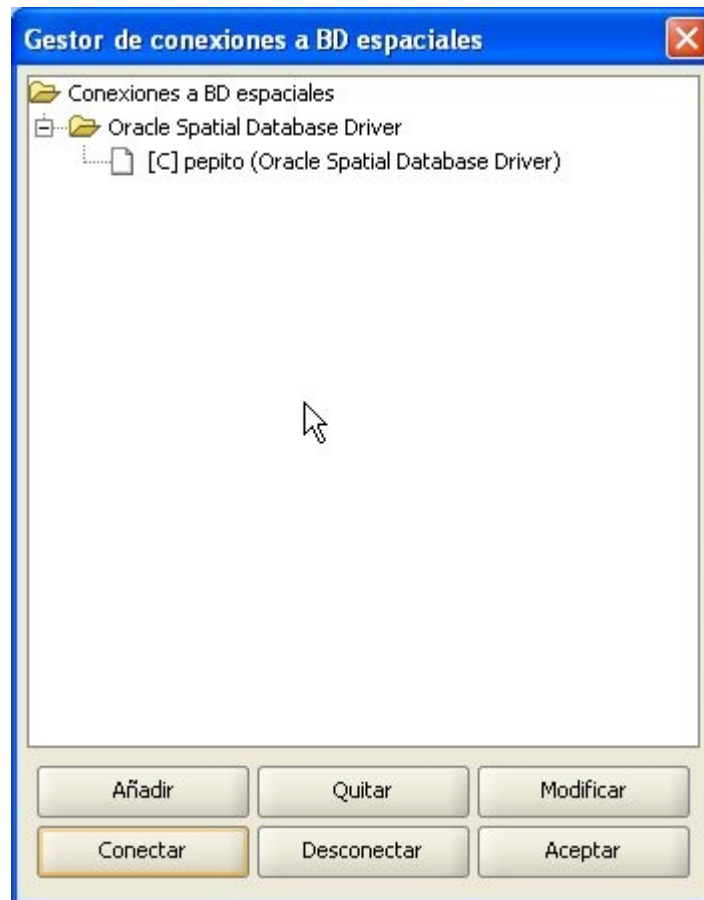 Gestor de conexiones a BD espaciales
Conexiones a BD espaciales
Oracle Spatial Database Driver
[C] pepito (Oracle Spatial Database Driver)
Añadir Quitar Modificar
Conectar Desconectar Aceptar